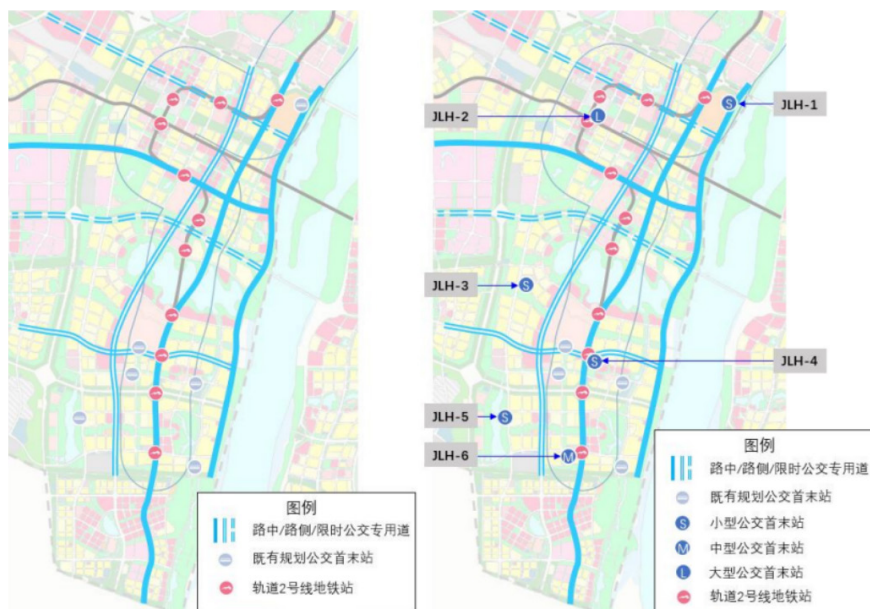 图例
路中/路侧/限时公交专用道
既有规划公交首末站
轨道2号线地铁站
JLH-1
JLH-2
S
L
JLH-3
S
JLH-4
S
JLH-5
S
JLH-6
M
图例
路中/路侧/限时公交专用道
既有规划公交首末站
S 小型公交首末站
M 中型公交首末站
L 大型公交首末站
轨道2号线地铁站